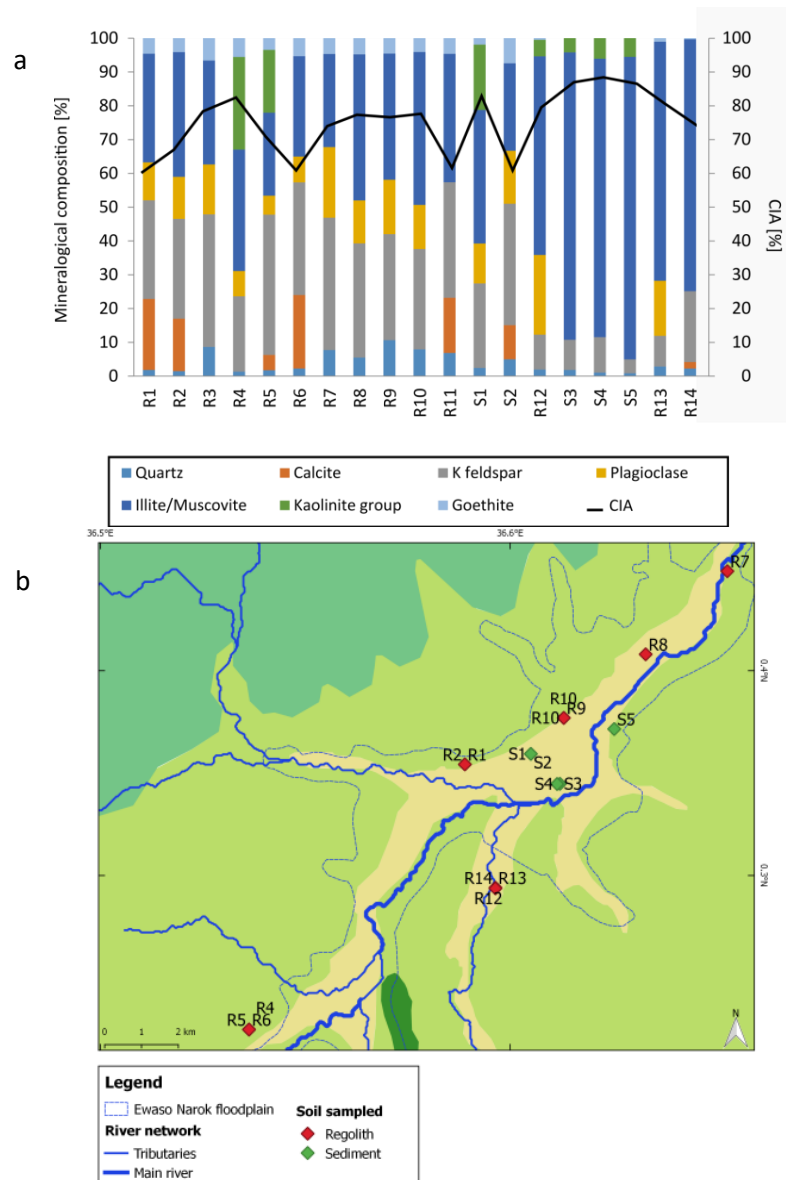 a
100 100
90 90
80 80
70 70
60 60
50 50
40 40
30 30
20 20
10 10
0 0
Mineralogical composition [%]
CIA [%]
R1 R2 R3 R4 R5 R6 R7 R8 R9 R10 R11 S1 S2 R12 S3 S4 S5 R13 R14
Quartz Calcite K feldspar Plagioclase
Illite/Muscovite Kaolinite group Goethite CIA
b
36.5°E 36.6°E
R7
R8
0.4°N
R10
R9
R10
S5
S1
S2
R2 R1
S4 S3
R14 R13
R12
0.3°N
R4
R5 R6
0 1 2 km
N
Legend
Ewaso Narok floodplain
River network
Tributaries
Main river
Soil sampled
Regolith
Sediment